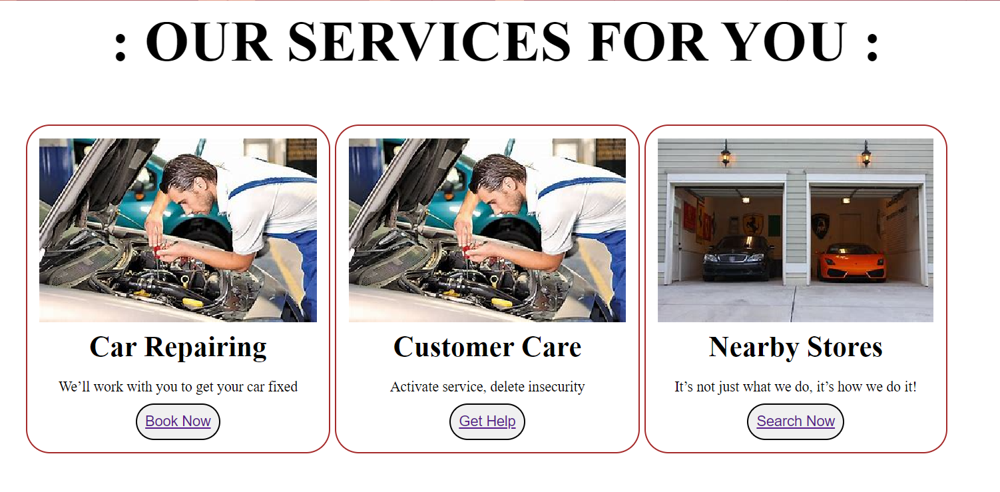 : OUR SERVICES FOR YOU :
Car Repairing
We’ll work with you to get your car fixed
Book Now
Customer Care
Activate service, delete insecurity
Get Help
Nearby Stores
It’s not just what we do, it’s how we do it!
Search Now